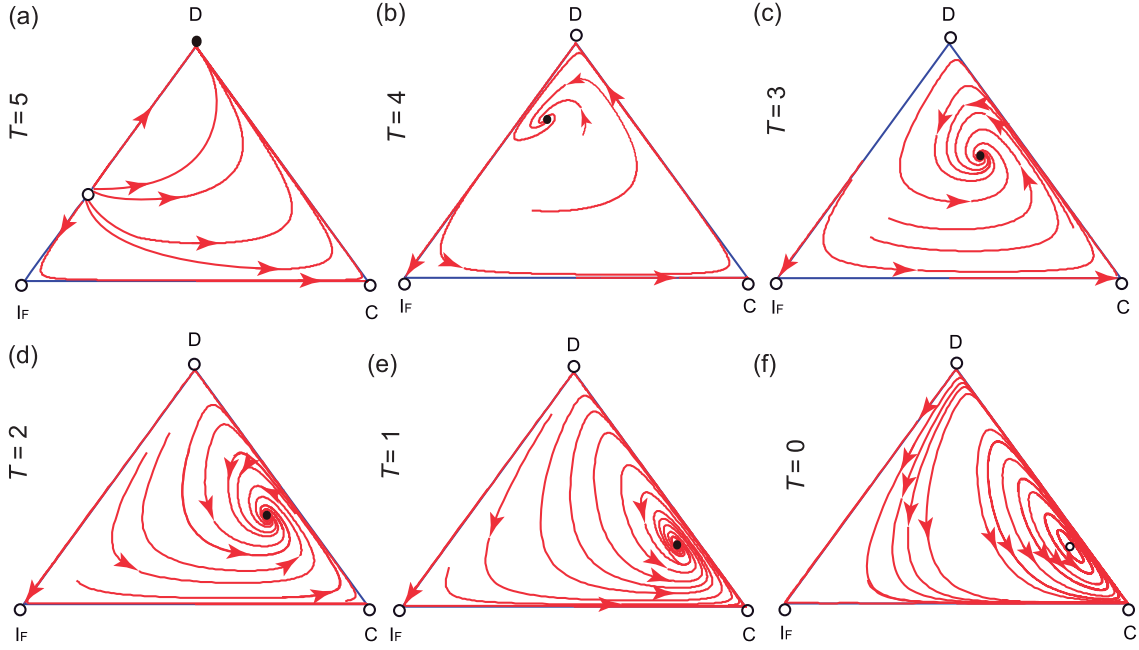 (a)
D
T = 5
IF
C
(b)
D
T = 4
IF
C
(c)
D
T = 3
IF
C
(d)
D
T = 2
IF
C
(e)
D
T = 1
IF
C
(f)
D
T = 0
IF
C